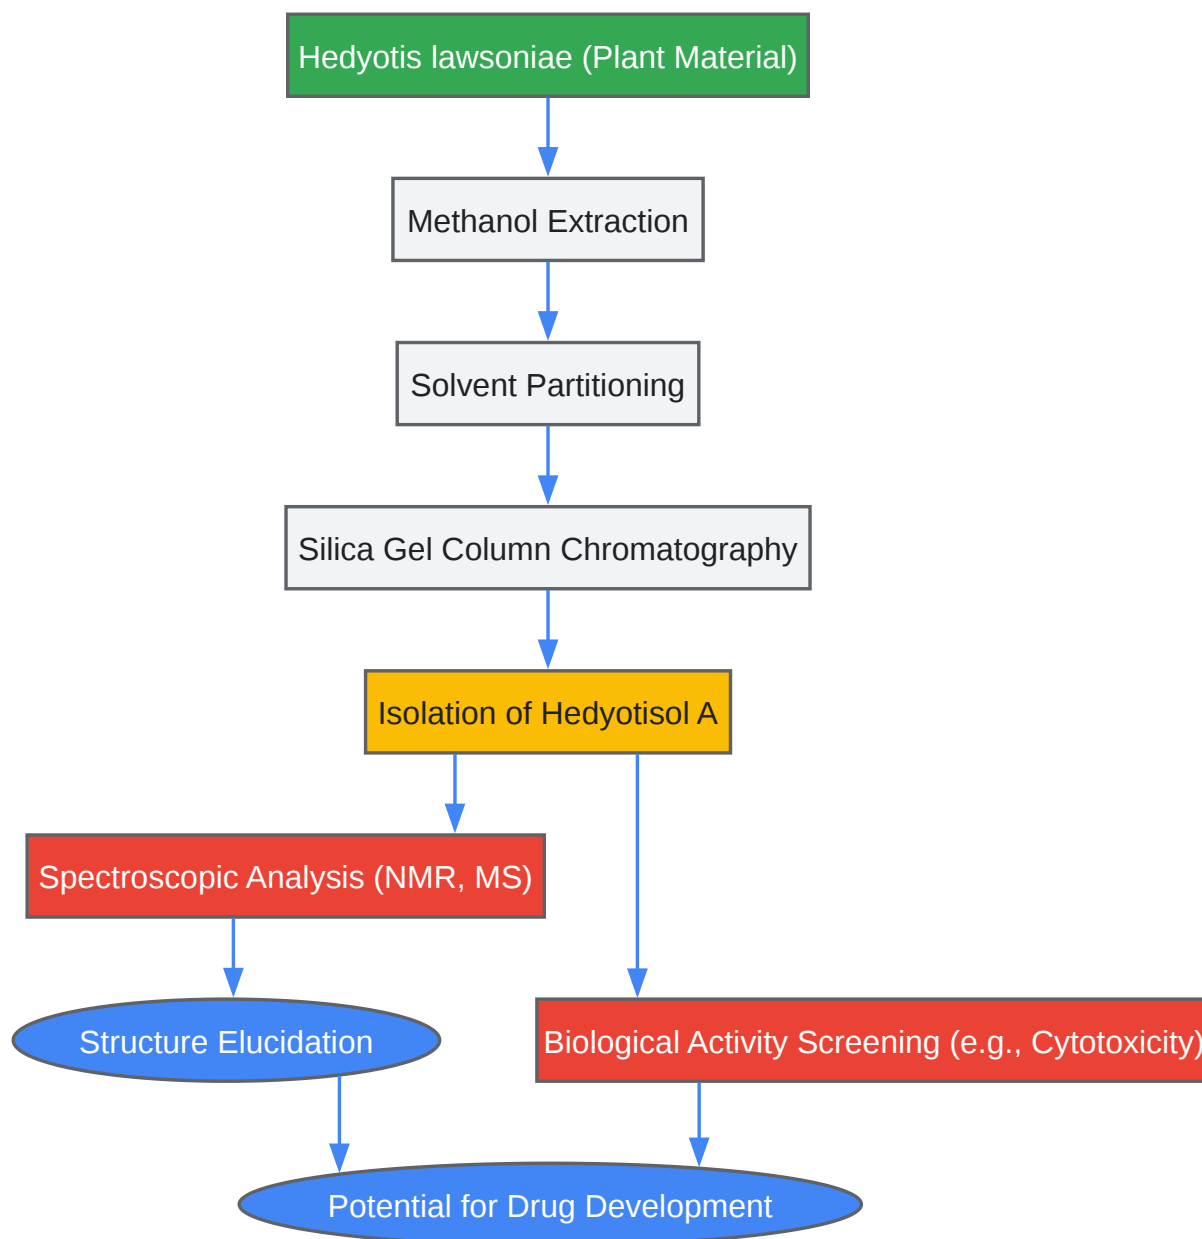 Hedyotis lawsoniae (Plant Material)
Methanol Extraction
Solvent Partitioning
Silica Gel Column Chromatography
Isolation of Hedyotisol A
Spectroscopic Analysis (NMR, MS)
Structure Elucidation
Biological Activity Screening (e.g., Cytotoxicity)
Potential for Drug Development